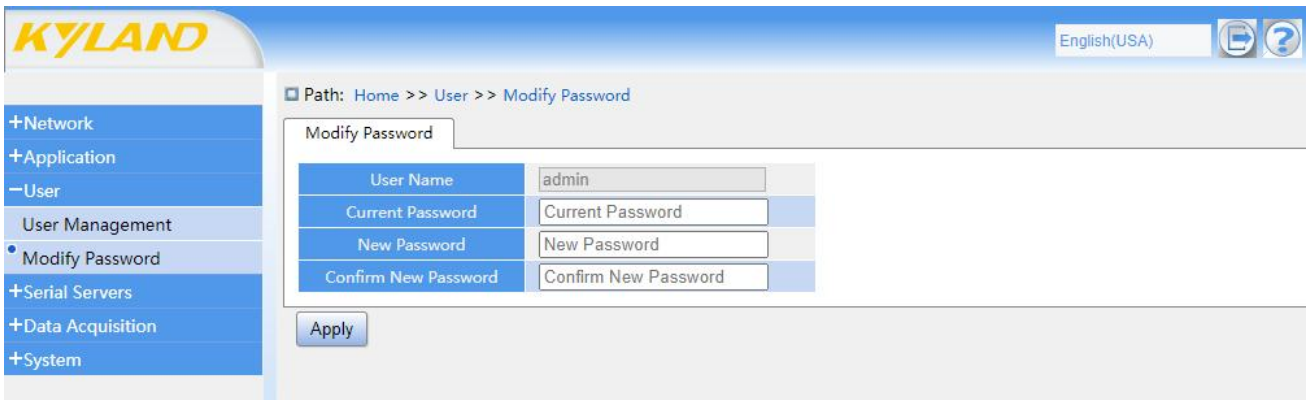 KYLAND
English(USA)
Path: Home >> User >> Modify Password
+Network
+Application
−User
User Management
Modify Password
+Serial Servers
+Data Acquisition
+System
Modify Password
User Name admin
Current Password Current Password
New Password New Password
Confirm New Password Confirm New Password
Apply